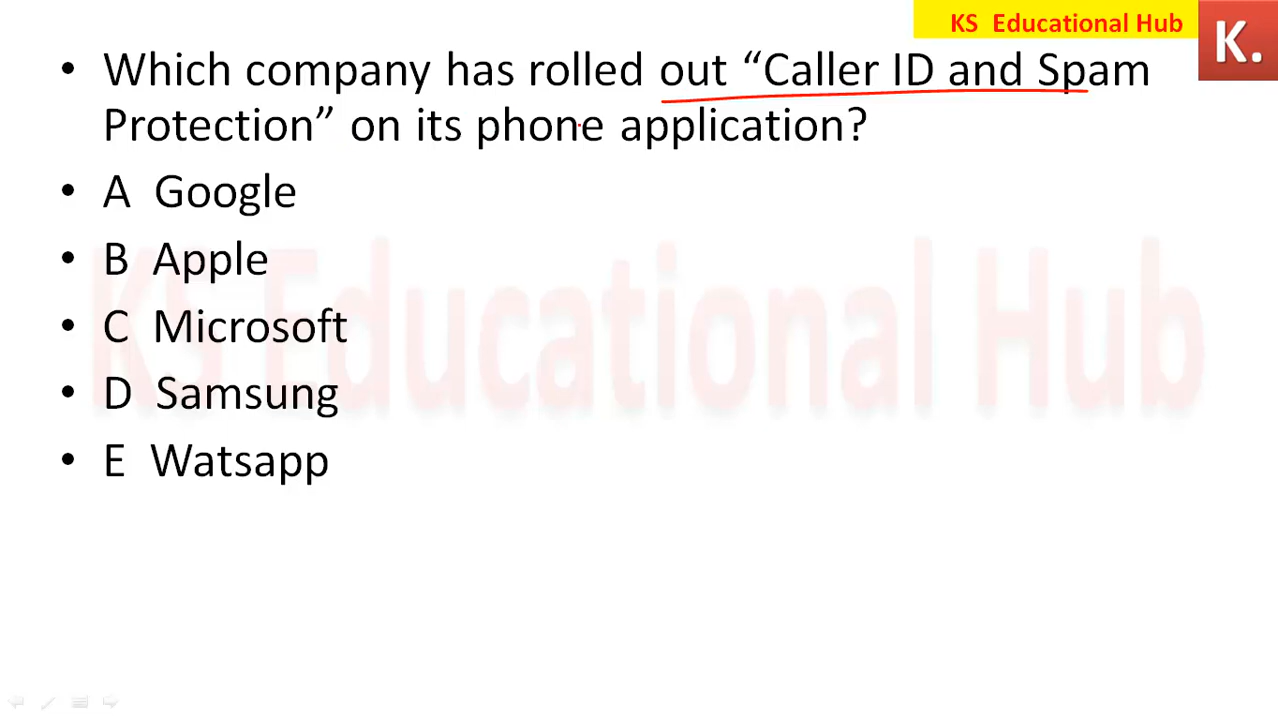 KS Educational Hub
K.
• Which company has rolled out “Caller ID and Spam
Protection” on its phone application?
• A Google
• B Apple
• C Microsoft
• D Samsung
• E Watsapp
KS Educational Hub